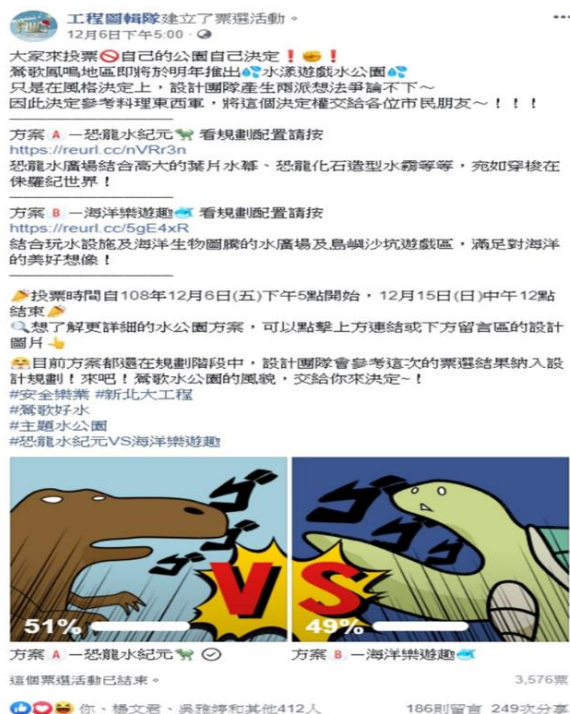 工程圖輯隊建立了票選活動。
12月6日下午5:00 ·
大家來投票🚫自己的公園自己決定❗✊❗
鶯歌鳳鳴地區即將於明年推出💦水漾遊戲水公園💦
只是在風格決定上，設計團隊產生兩派想法爭論不下～
因此決定參考料理東西軍，將這個決定權交給各位市民朋友～！！！
方案 A －恐龍水紀元🦖 看規劃配置請按
https://reurl.cc/nVRr3n
恐龍水廣場結合高大的葉片水幕、恐龍化石造型水霧等等，宛如穿梭在
侏羅紀世界！
方案 B －海洋樂遊趣🐳 看規劃配置請按
https://reurl.cc/5gE4xR
結合玩水設施及海洋生物圖騰的水廣場及島嶼沙坑遊戲區，滿足對海洋
的美好想像！
🎉投票時間自108年12月6日(五)下午5點開始，12月15日(日)中午12點
結束🎉
🔍想了解更詳細的水公園方案，可以點擊上方連結或下方留言區的設計
圖片👆
🤗目前方案都還在規劃階段中，設計團隊會參考這次的票選結果納入設
計規劃！來吧！鶯歌水公園的風貌，交給你來決定~！
#安全樂業 #新北大工程
#鶯歌好水
#主題水公園
#恐龍水紀元VS海洋樂遊趣
ゴゴゴゴ
ゴゴゴ
VS
51%
49%
方案 A －恐龍水紀元🦖
方案 B －海洋樂遊趣🐳
這個票選活動已結束。
3,576票
你、楊文君、吳雅婷和其他412人
186則留言 249次分享